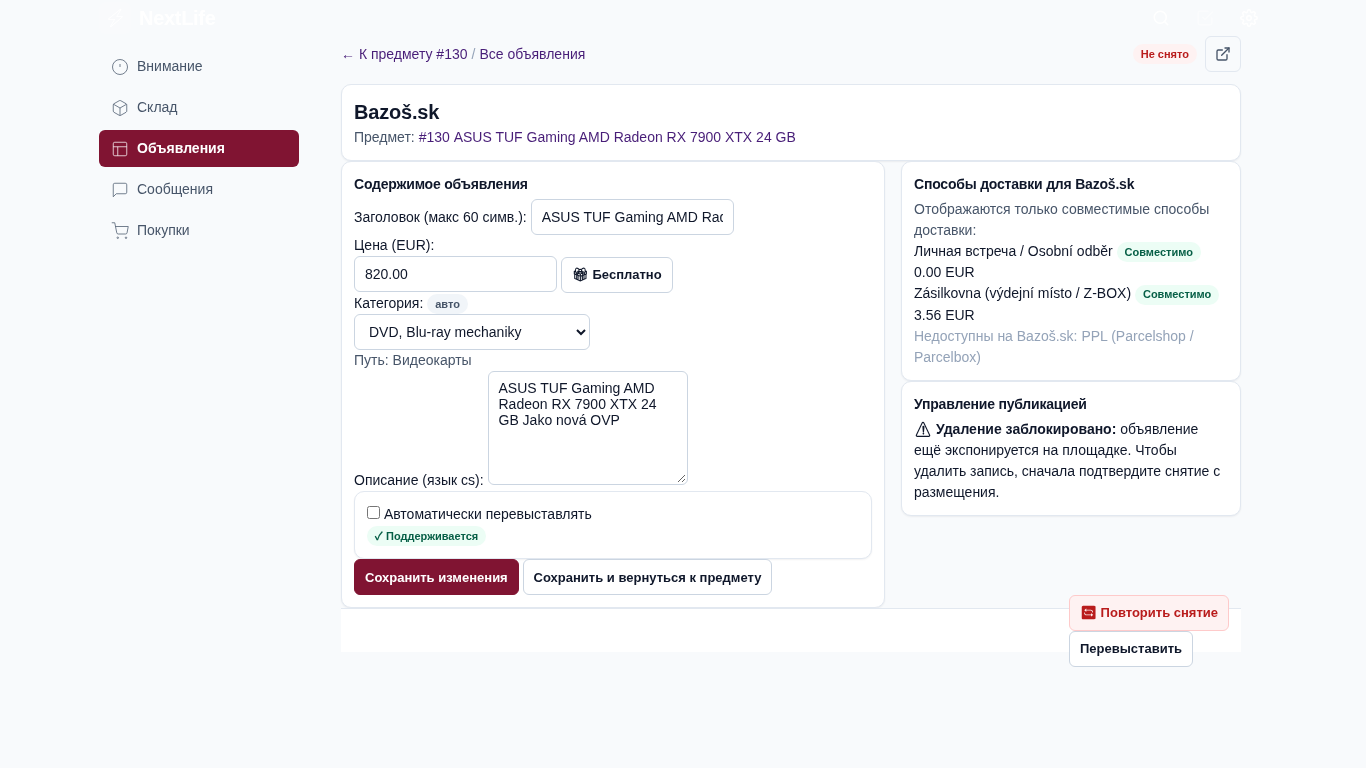 NextLife
Внимание
Склад
Объявления
Сообщения
Покупки
← К предмету #130 / Все объявления
Не снято
Bazoš.sk
Предмет: #130 ASUS TUF Gaming AMD Radeon RX 7900 XTX 24 GB
Содержимое объявления
Заголовок (макс 60 симв.): ASUS TUF Gaming AMD Rad
Цена (EUR):
820.00
Бесплатно
Категория: авто
DVD, Blu-ray mechaniky
Путь: Видеокарты
ASUS TUF Gaming AMD
Radeon RX 7900 XTX 24
GB Jako nová OVP
Описание (язык cs):
Автоматически перевыставлять
✓ Поддерживается
Сохранить изменения
Сохранить и вернуться к предмету
Способы доставки для Bazoš.sk
Отображаются только совместимые способы
доставки:
Личная встреча / Osobní odběr Совместимо
0.00 EUR
Zásilkovna (výdejní místo / Z-BOX) Совместимо
3.56 EUR
Недоступны на Bazoš.sk: PPL (Parcelshop /
Parcelbox)
Управление публикацией
⚠ Удаление заблокировано: объявление
ещё экспонируется на площадке. Чтобы
удалить запись, сначала подтвердите снятие с
размещения.
Повторить снятие
Перевыставить